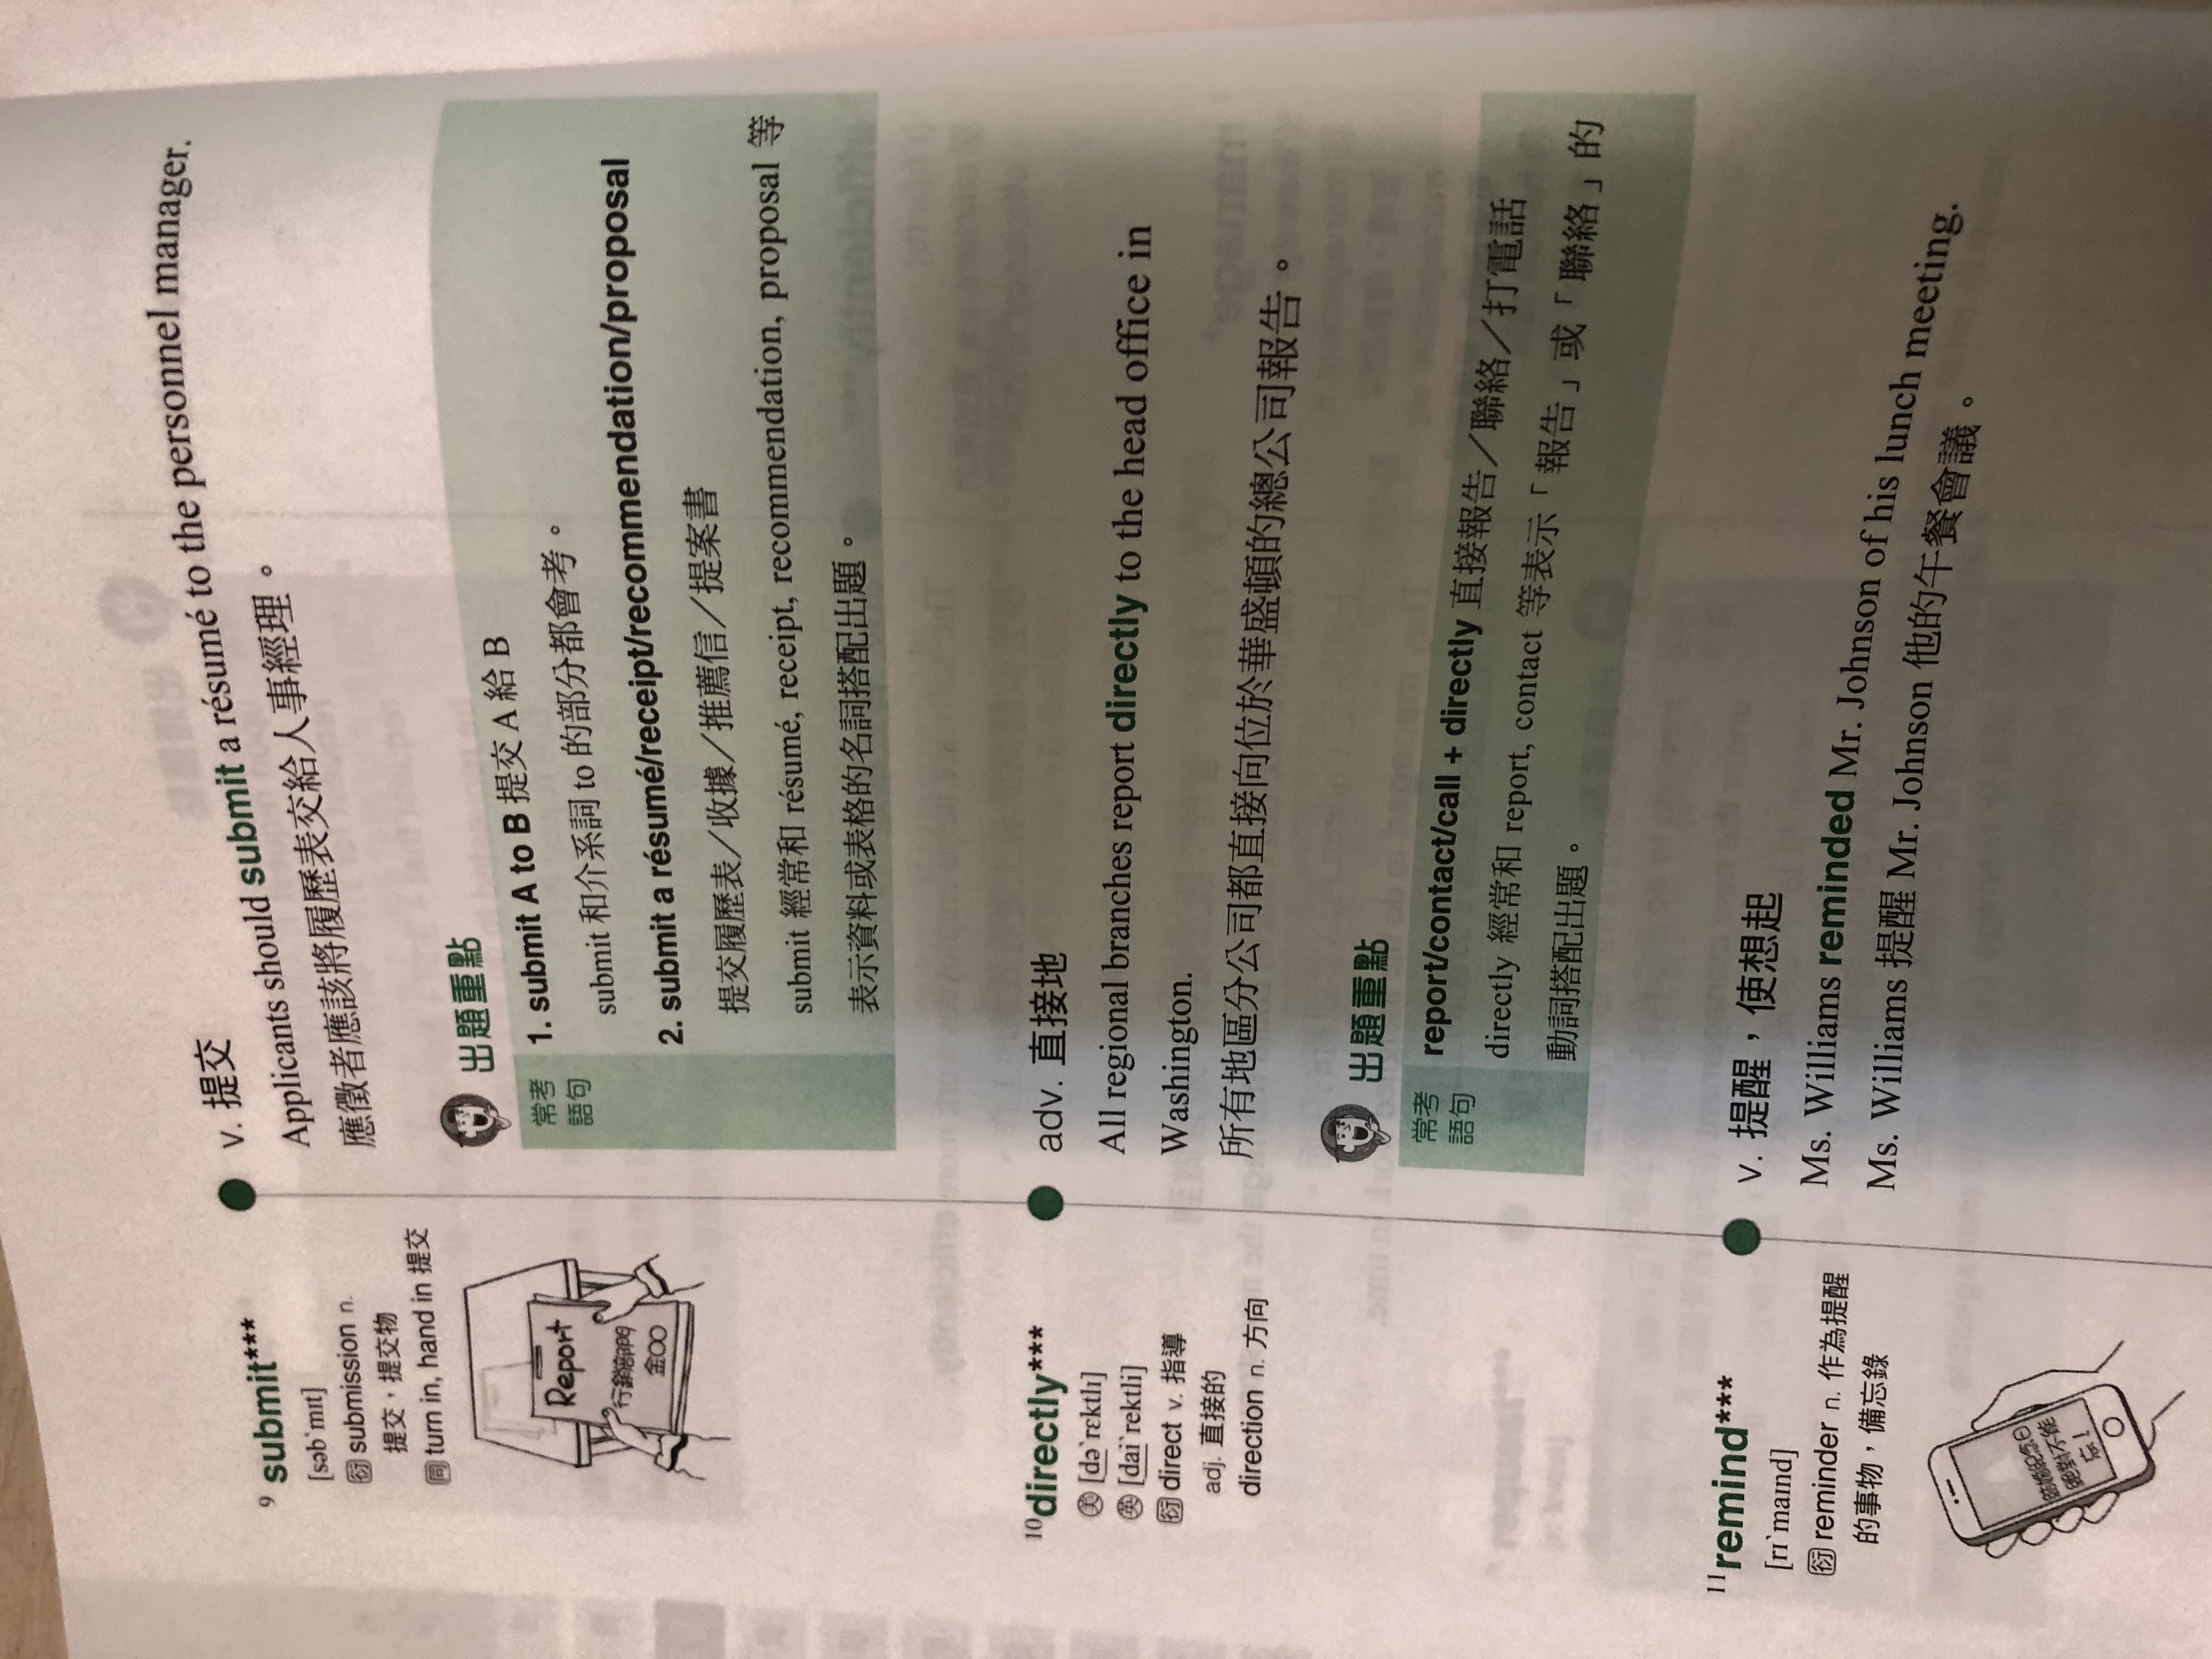 9 submit***
[səb`mɪt]
衍 submission n.
提交，提交物
同 turn in, hand in 提交
Report
行銷部門
金○○
v. 提交
Applicants should submit a résumé to the personnel manager.
應徵者應該將履歷表交給人事經理。
出題重點
常考
語句
1. submit A to B 提交 A 給 B
submit 和介系詞 to 的部分都會考。
2. submit a résumé/receipt/recommendation/proposal
提交履歷表／收據／推薦信／提案書
submit 經常和 résumé, receipt, recommendation, proposal 等
表示資料或表格的名詞搭配出題。
10 directly***
美 [də`rɛktlɪ]
英 [dai`rektli]
衍 direct v. 指導
adj. 直接的
direction n. 方向
adv. 直接地
All regional branches report directly to the head office in
Washington.
所有地區分公司都直接向位於華盛頓的總公司報告。
出題重點
常考
語句
report/contact/call + directly 直接報告／聯絡／打電話
directly 經常和 report, contact 等表示「報告」或「聯絡」的
動詞搭配出題。
11 remind***
[rɪ`maɪnd]
衍 reminder n. 作為提醒
的事物，備忘錄
結婚紀念日
絕對不能
忘！
v. 提醒，使想起
Ms. Williams reminded Mr. Johnson of his lunch meeting.
Ms. Williams 提醒 Mr. Johnson 他的午餐會議。